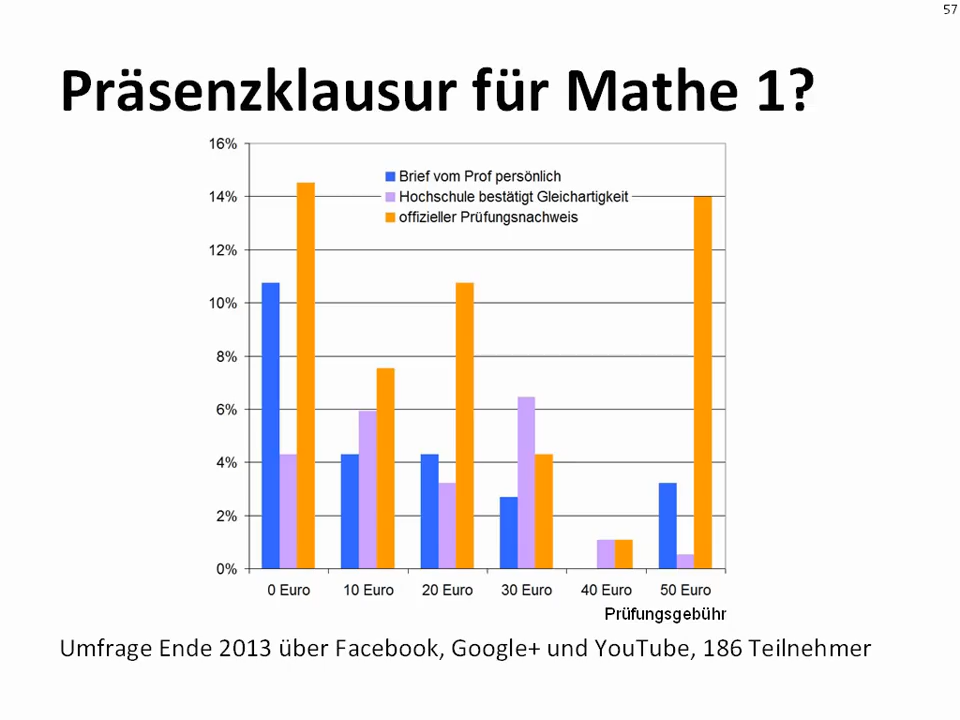 57
Präsenzklausur für Mathe 1?
16%
Brief vom Prof persönlich
Hochschule bestätigt Gleichartigkeit
14%
offizieller Prüfungsnachweis
12%
10%
8%
6%
4%
2%
0%
0 Euro 10 Euro 20 Euro 30 Euro 40 Euro 50 Euro
Prüfungsgebühr
Umfrage Ende 2013 über Facebook, Google+ und YouTube, 186 Teilnehmer